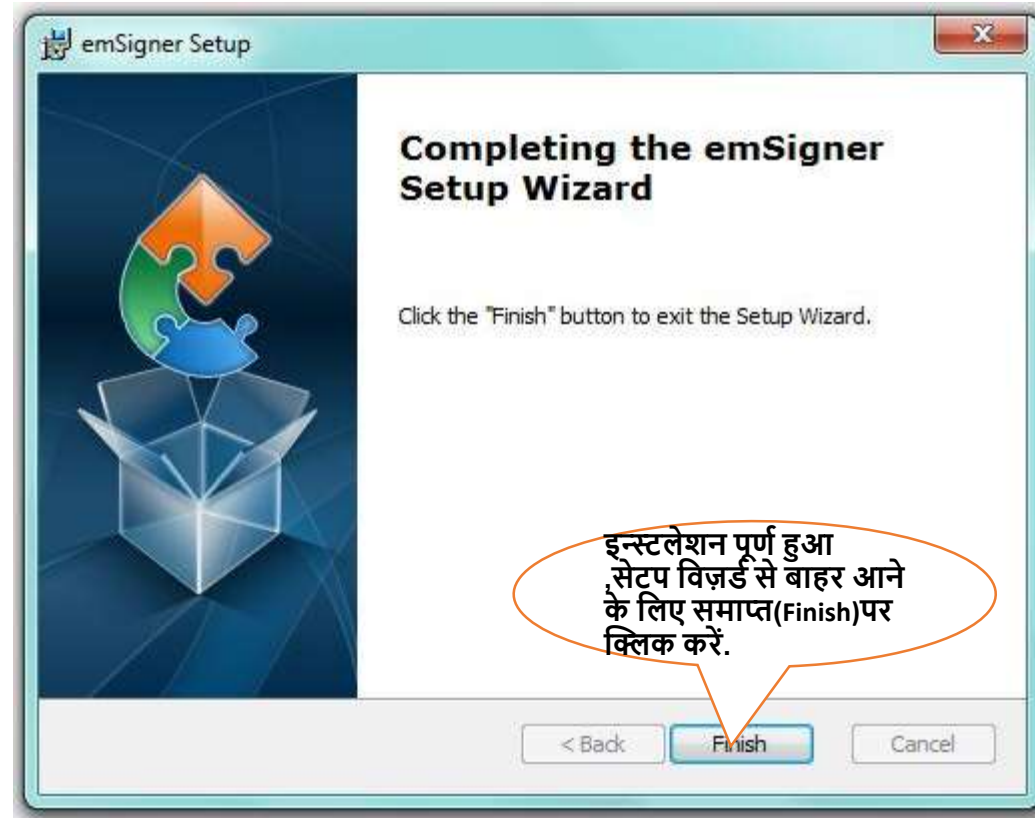 emSigner Setup
Completing the emSigner
Setup Wizard
Click the "Finish" button to exit the Setup Wizard.
इन्स्टलेशन पूर्ण हुआ
,सेटप विज़र्ड से बाहर आने
के लिए समाप्त(Finish)पर
क्लिक करें.
< Back
Finish
Cancel